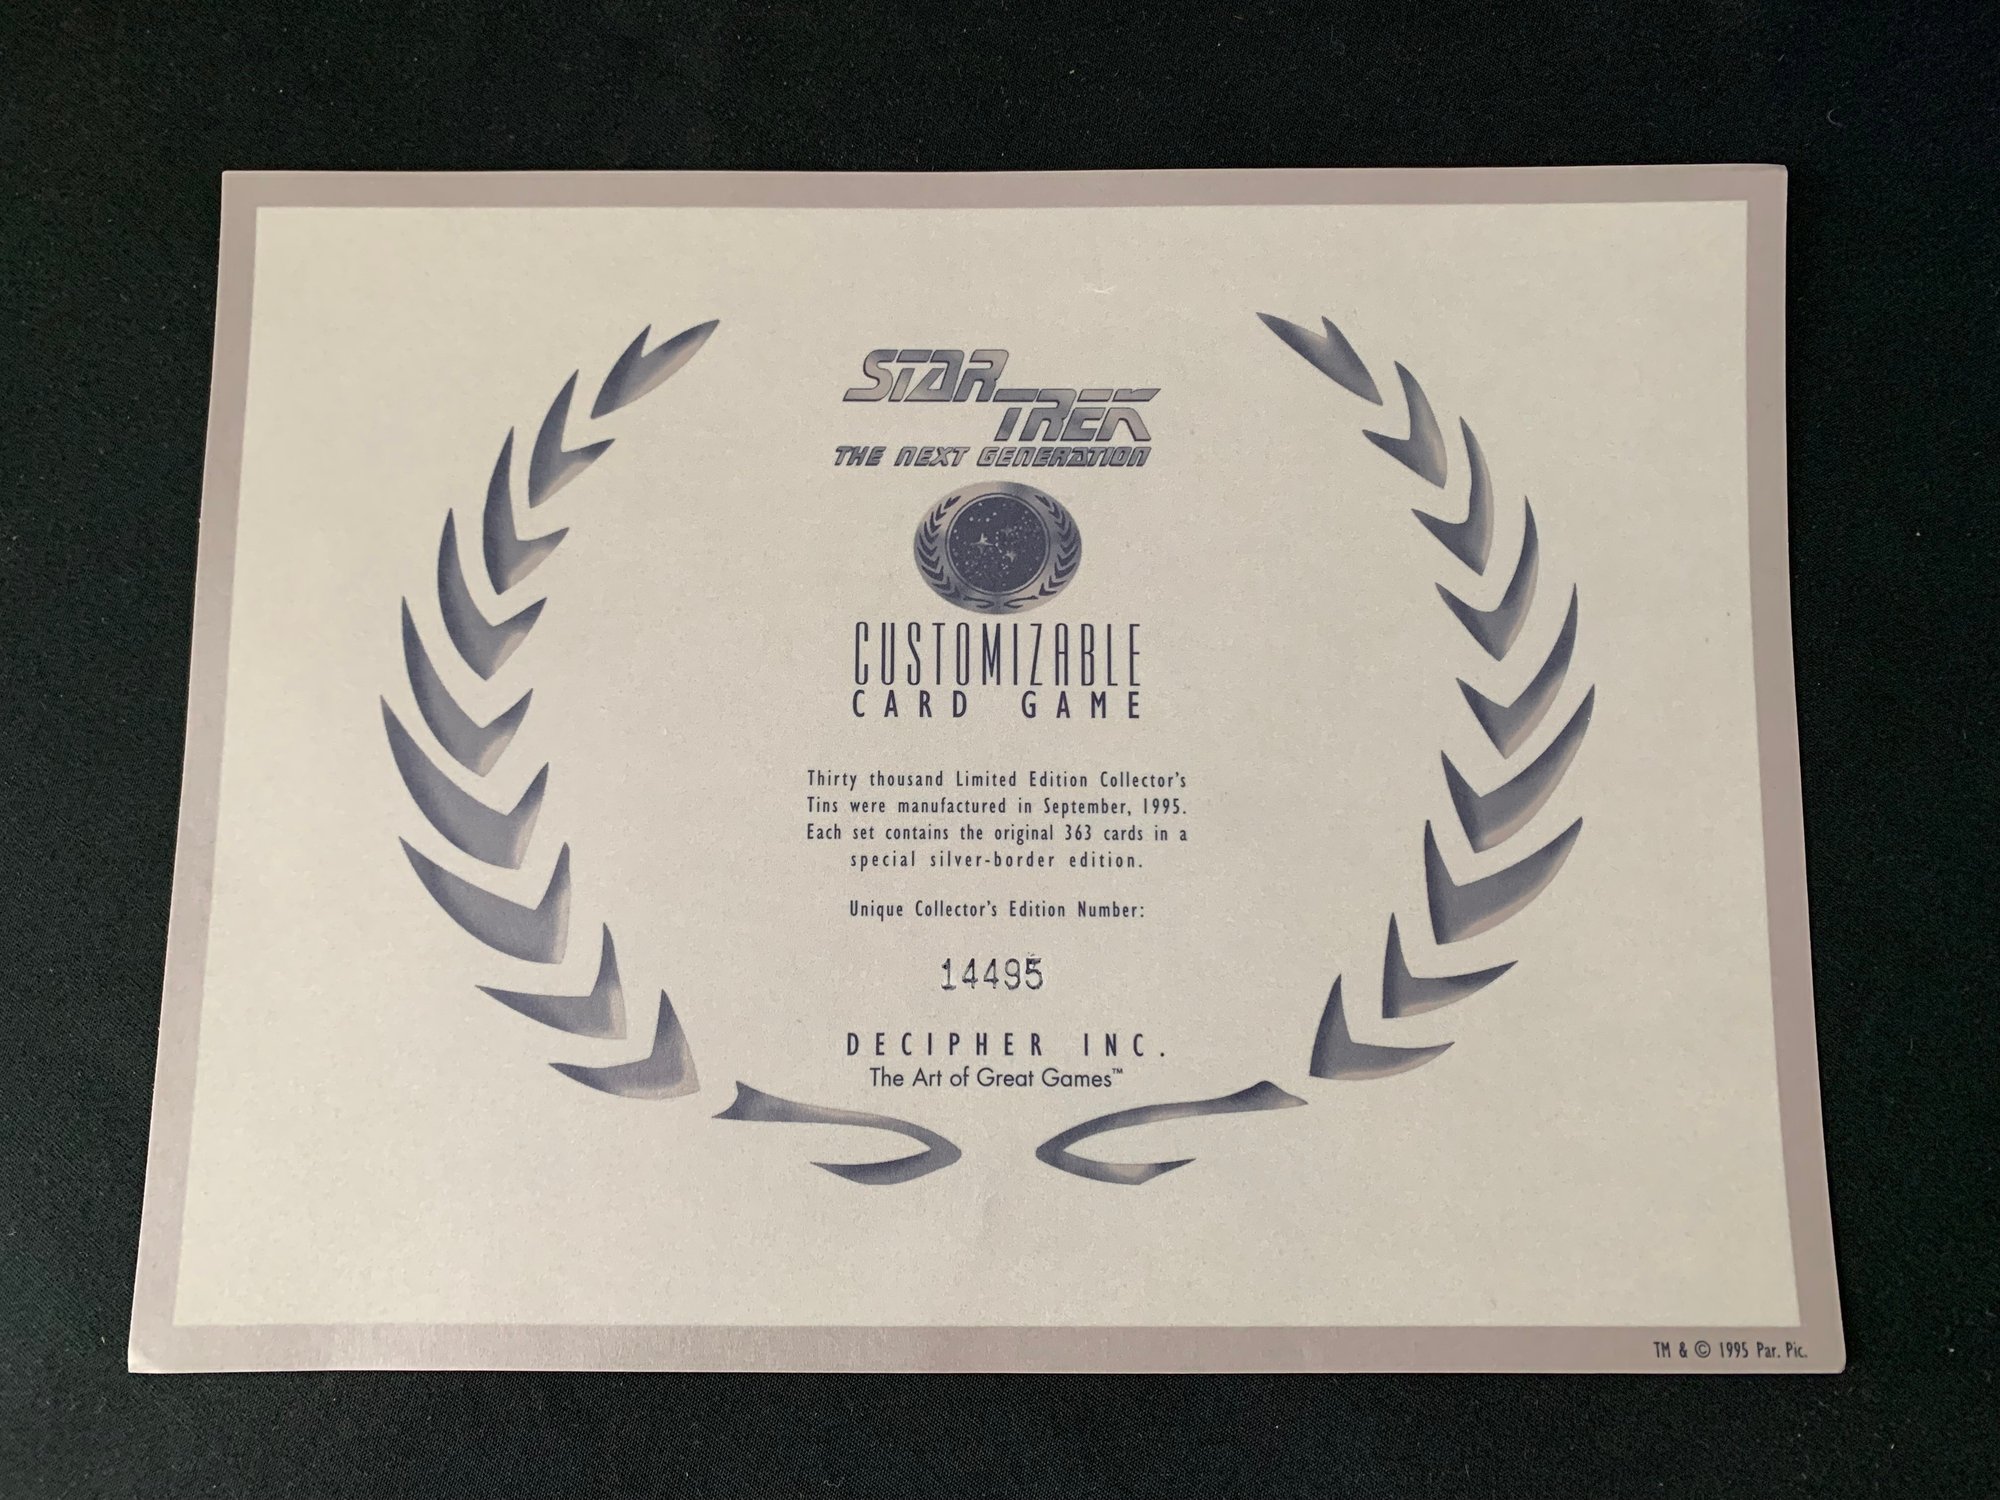 STAR
TREK
THE NEXT GENERATION
CUSTOMIZABLE
CARD GAME
Thirty thousand Limited Edition Collector's
Tins were manufactured in September, 1995.
Each set contains the original 363 cards in a
special silver-border edition.
Unique Collector's Edition Number:
14495
DECIPHER INC.
The Art of Great Games™
TM & © 1995 Par. Pic.